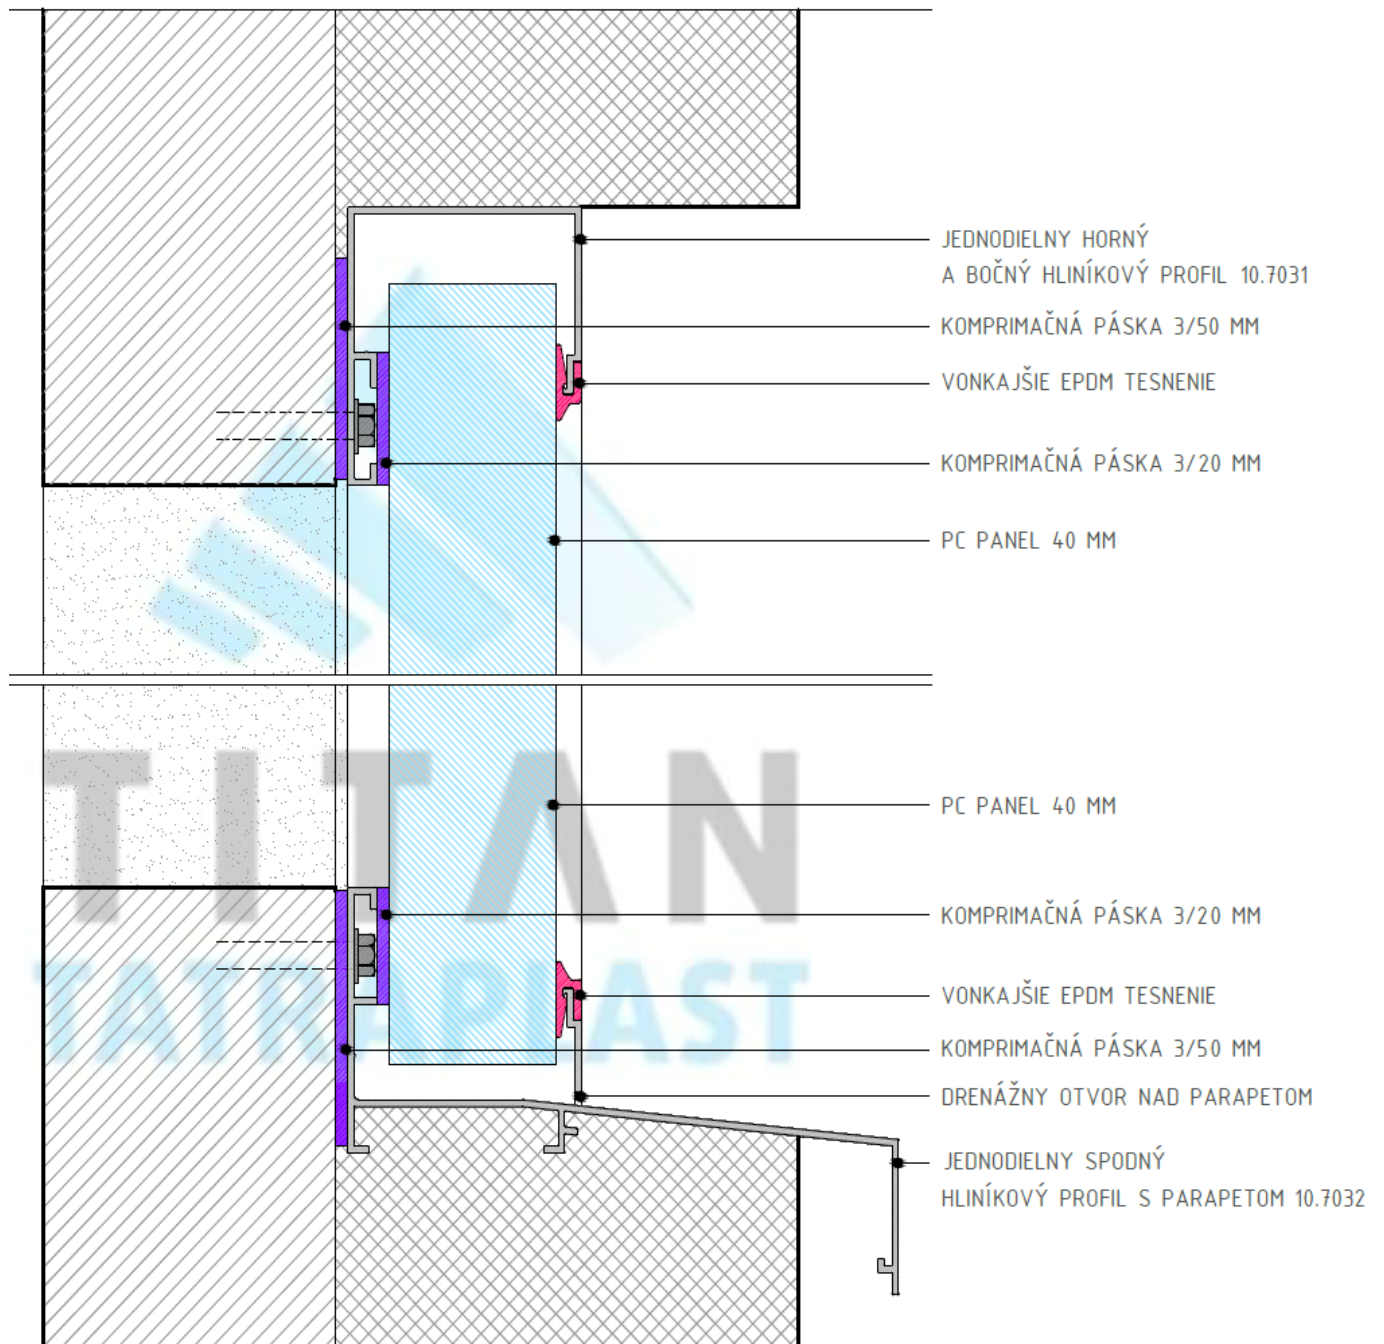 JEDNODIELNY HORNÝ
A BOČNÝ HLINÍKOVÝ PROFIL 10.7031
KOMPRIMAČNÁ PÁSKA 3/50 MM
VONKAJŠIE EPDM TESNENIE
KOMPRIMAČNÁ PÁSKA 3/20 MM
PC PANEL 40 MM
TITAN
TATRAPLAST
PC PANEL 40 MM
KOMPRIMAČNÁ PÁSKA 3/20 MM
VONKAJŠIE EPDM TESNENIE
KOMPRIMAČNÁ PÁSKA 3/50 MM
DRENÁŽNY OTVOR NAD PARAPETOM
JEDNODIELNY SPODNÝ
HLINÍKOVÝ PROFIL S PARAPETOM 10.7032